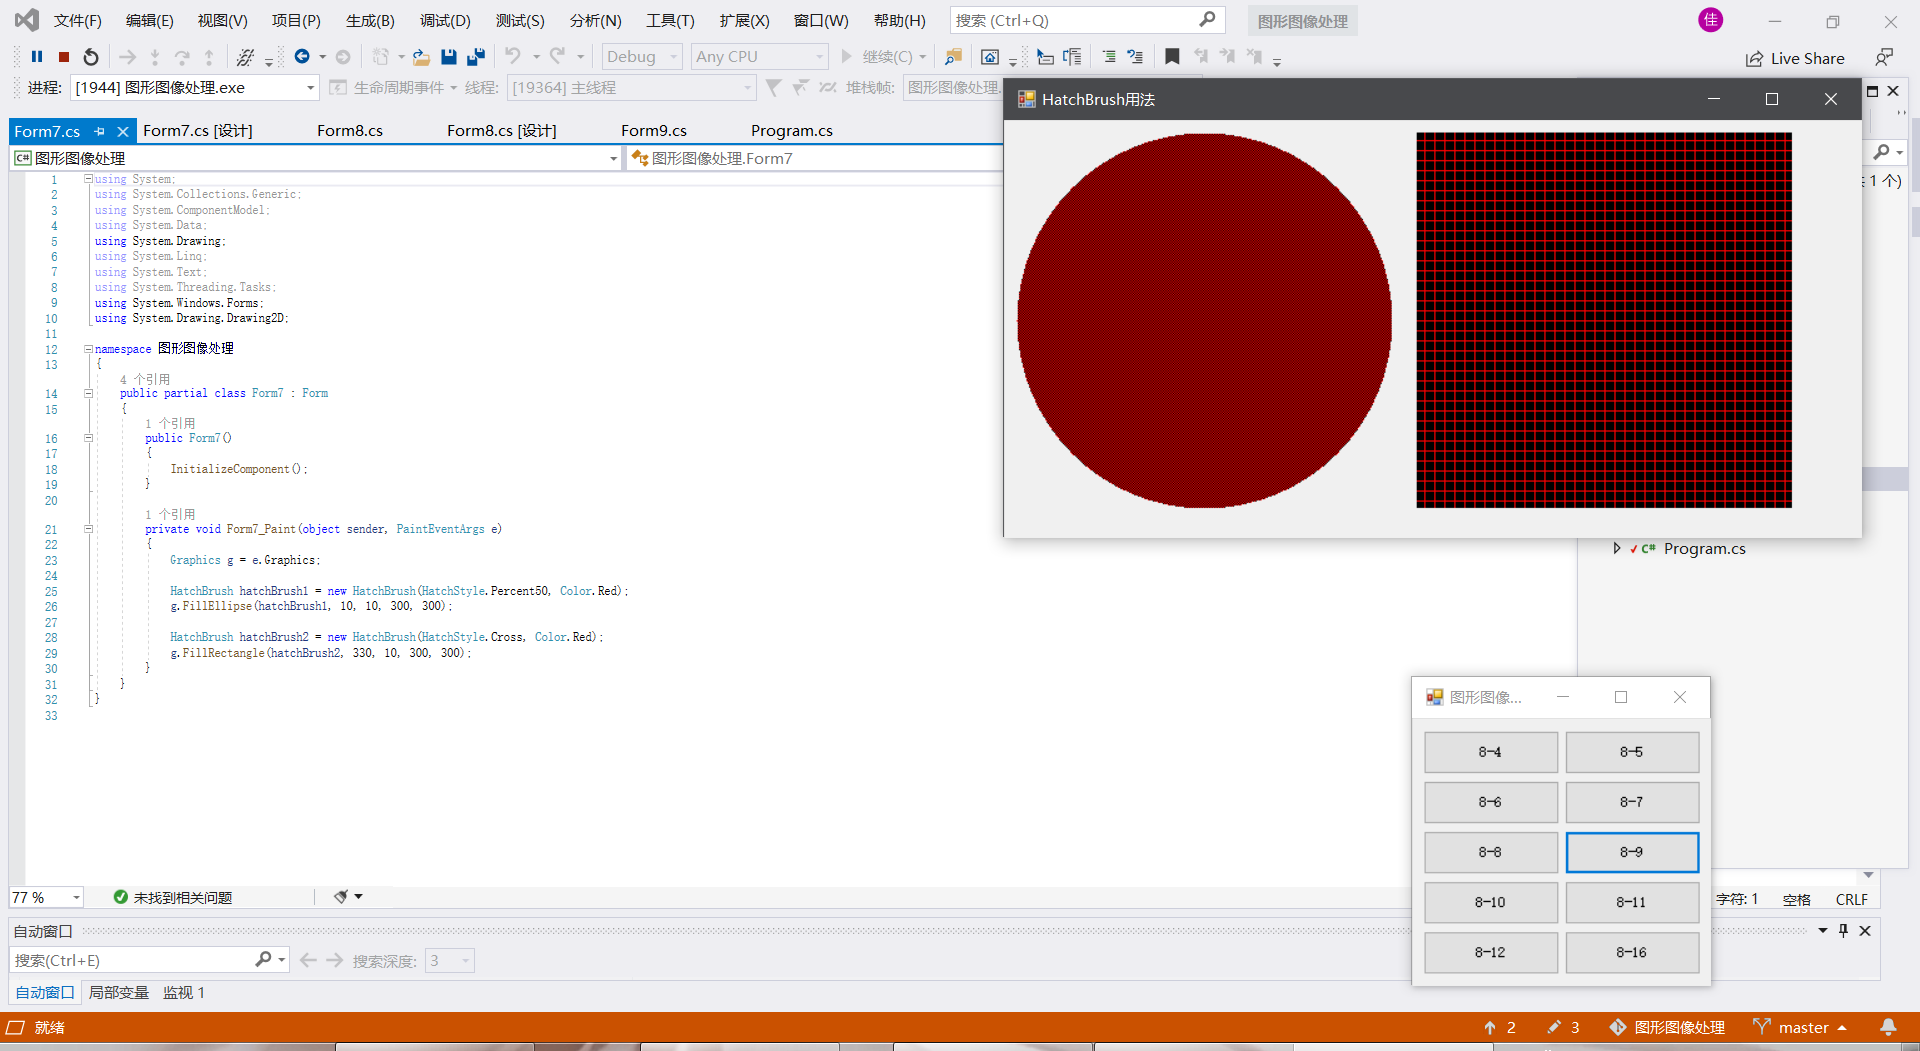 文件(F) 编辑(E) 视图(V) 项目(P) 生成(B) 调试(D) 测试(S) 分析(N) 工具(T) 扩展(X) 窗口(W) 帮助(H) 搜索 (Ctrl+Q) 图形图像处理 佳
Debug Any CPU 继续(C) Live Share
进程: [1944] 图形图像处理.exe 生命周期事件 线程: [19364] 主线程 堆栈帧: 图形图像处理.
HatchBrush用法
Form7.cs Form7.cs [设计] Form8.cs Form8.cs [设计] Form9.cs Program.cs
C# 图形图像处理 图形图像处理.Form7
1 个)
1 using System;
2 using System.Collections.Generic;
3 using System.ComponentModel;
4 using System.Data;
5 using System.Drawing;
6 using System.Linq;
7 using System.Text;
8 using System.Threading.Tasks;
9 using System.Windows.Forms;
10 using System.Drawing.Drawing2D;
11
12 namespace 图形图像处理
13 {
4 个引用
14 public partial class Form7 : Form
15 {
1 个引用
16 public Form7()
17 {
18 InitializeComponent();
19 }
20
1 个引用
21 private void Form7_Paint(object sender, PaintEventArgs e)
22 {
23 Graphics g = e.Graphics;
24
25 HatchBrush hatchBrush1 = new HatchBrush(HatchStyle.Percent50, Color.Red);
26 g.FillEllipse(hatchBrush1, 10, 10, 300, 300);
27
28 HatchBrush hatchBrush2 = new HatchBrush(HatchStyle.Cross, Color.Red);
29 g.FillRectangle(hatchBrush2, 330, 10, 300, 300);
30 }
31 }
32 }
33
C# Program.cs
图形图像...
8-4 8-5
8-6 8-7
8-8 8-9
8-10 8-11
8-12 8-16
77 % 未找到相关问题 字符: 1 空格 CRLF
自动窗口
搜索(Ctrl+E) 搜索深度: 3
自动窗口 局部变量 监视 1
就绪 2 3 图形图像处理 master